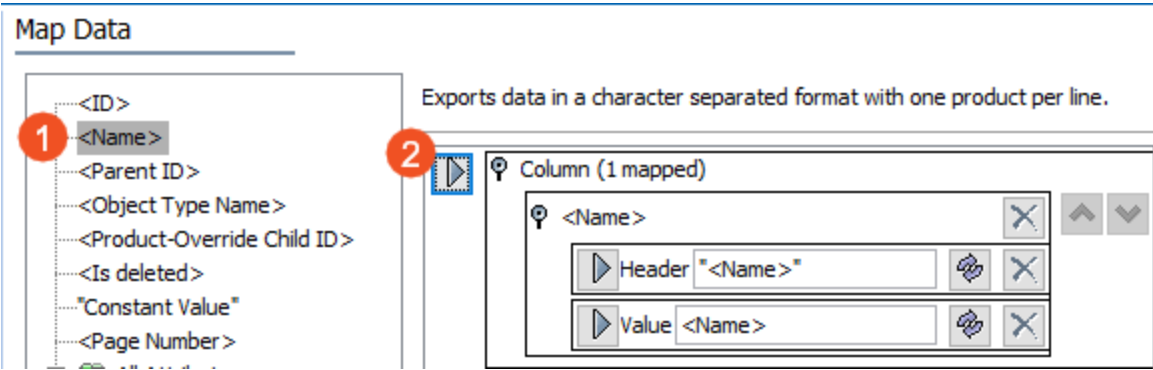 Map Data
<ID>
1
<Name>
<Parent ID>
<Object Type Name>
<Product-Override Child ID>
<Is deleted>
"Constant Value"
<Page Number>
Exports data in a character separated format with one product per line.
2
Column (1 mapped)
<Name>
Header "<Name>"
Value <Name>